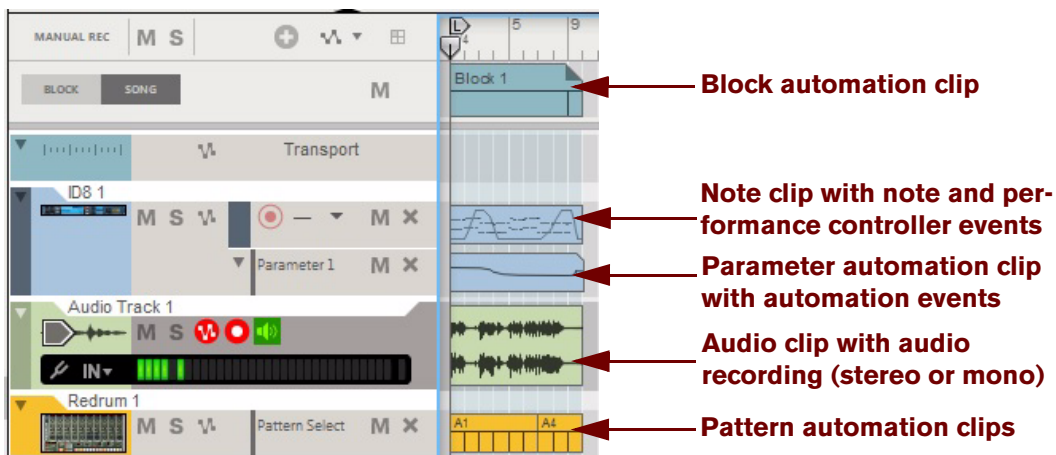 MANUAL REC M S
L 5 9
4
Block 1
Block automation clip
BLOCK SONG M
Transport
ID8 1
M S M
Note clip with note and per-
formance controller events
Parameter 1 M
Parameter automation clip
with automation events
Audio Track 1
M S
Audio clip with audio
recording (stereo or mono)
IN
Redrum 1
M S Pattern Select M
A1 A4
Pattern automation clips